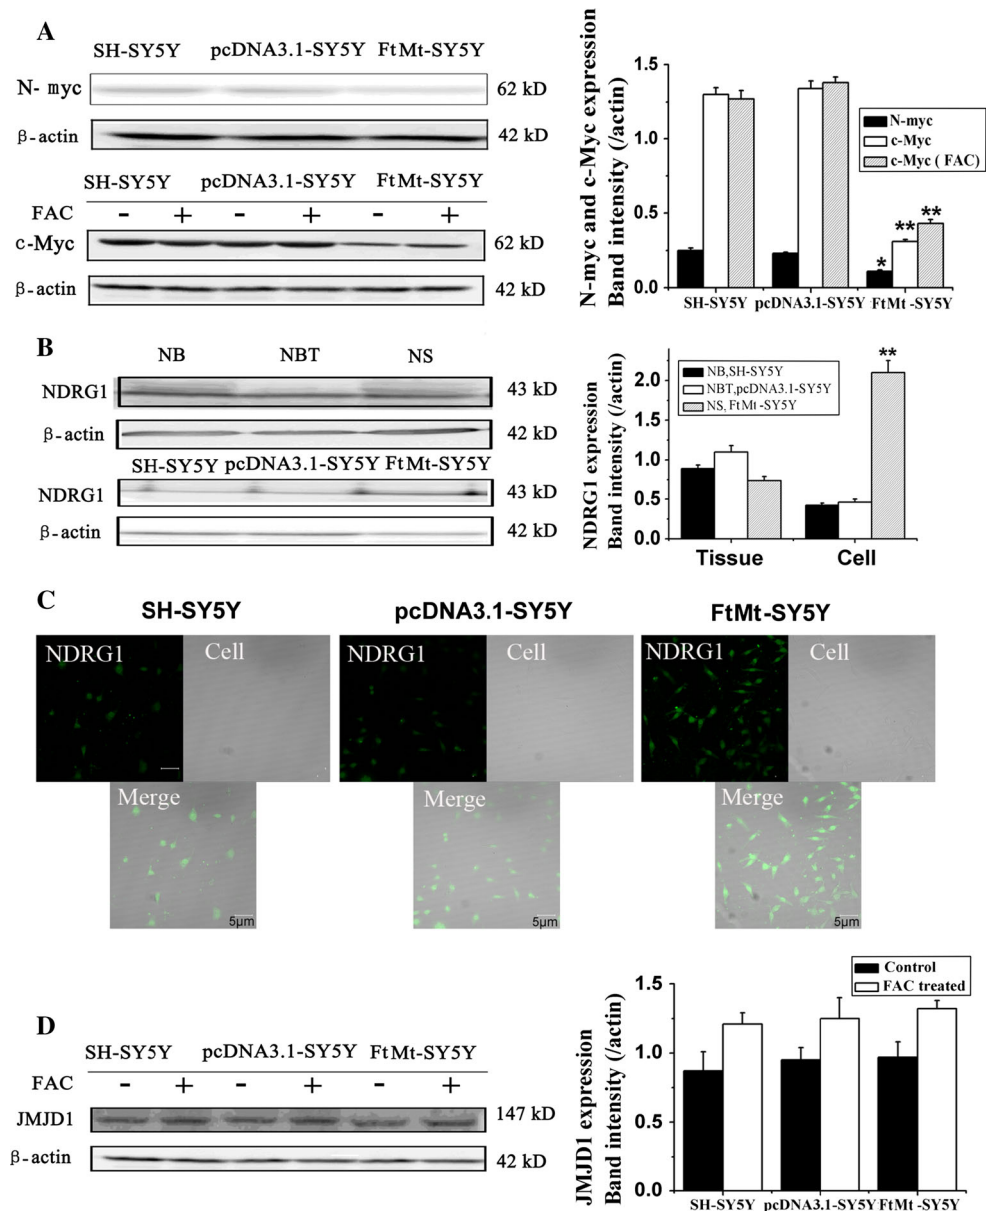 A
SH-SY5Y pcDNA3.1-SY5Y FtMt-SY5Y
N- myc 62 kD
β-actin 42 kD
SH-SY5Y pcDNA3.1-SY5Y FtMt-SY5Y
FAC - + - + - +
c-Myc 62 kD
β-actin 42 kD
N-myc and c-Myc expression
Band intensity (/actin)
1.5
1.0
0.5
0.0
N-myc
c-Myc
c-Myc ( FAC)
* ** **
SH-SY5Y pcDNA3.1-SY5Y FtMt -SY5Y
B
NB NBT NS
NDRG1 43 kD
β-actin 42 kD
SH-SY5Y pcDNA3.1-SY5Y FtMt-SY5Y
NDRG1 43 kD
β-actin 42 kD
NDRG1 expression
Band intensity (/actin)
2.0
1.5
1.0
0.5
0.0
NB,SH-SY5Y
NBT,pcDNA3.1-SY5Y
NS, FtMt -SY5Y
**
Tissue Cell
C
SH-SY5Y pcDNA3.1-SY5Y FtMt-SY5Y
NDRG1 Cell NDRG1 Cell NDRG1 Cell
Merge Merge Merge
5μm 5μm 5μm
D
SH-SY5Y pcDNA3.1-SY5Y FtMt-SY5Y
FAC - + - + - +
JMJD1 147 kD
β-actin 42 kD
JMJD1 expression
Band intensity (/actin)
1.5
1.0
0.5
0.0
Control
FAC treated
SH-SY5Y pcDNA3.1-SY5Y FtMt -SY5Y